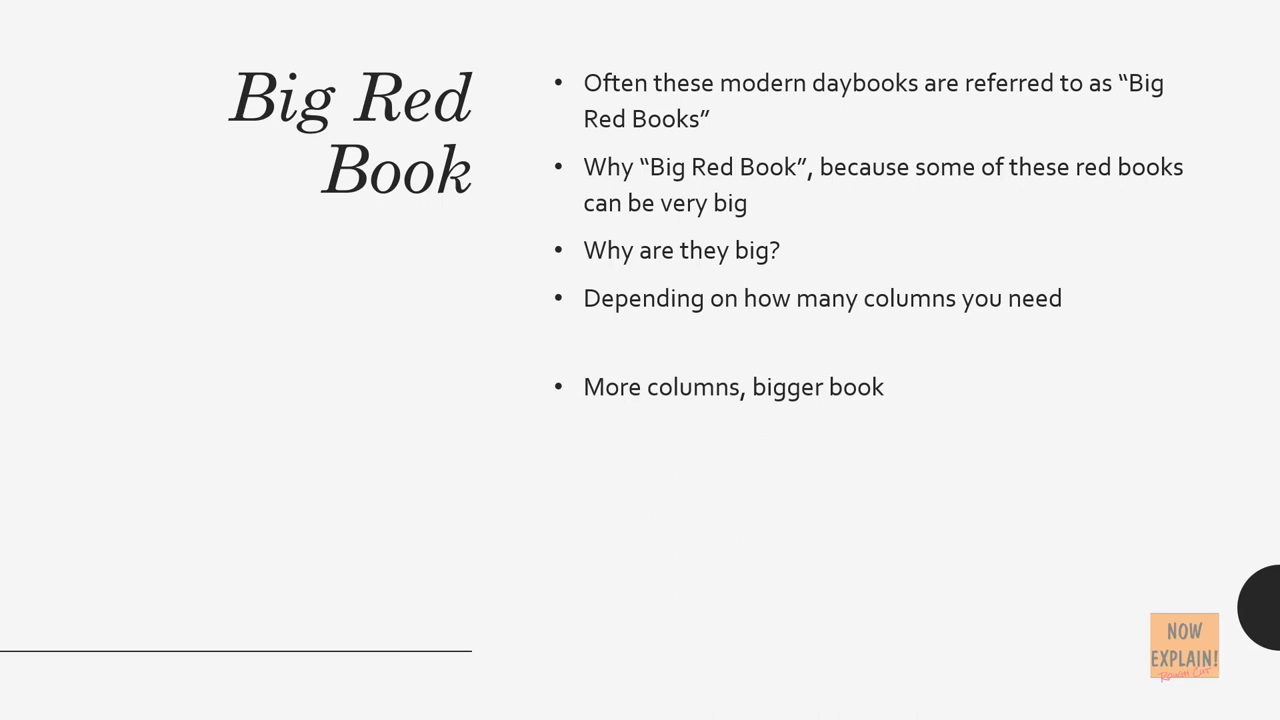 Big Red
Book
• Often these modern daybooks are referred to as “Big
Red Books”
• Why “Big Red Book”, because some of these red books
can be very big
• Why are they big?
• Depending on how many columns you need
• More columns, bigger book
NOW
EXPLAIN!
Rough Cut